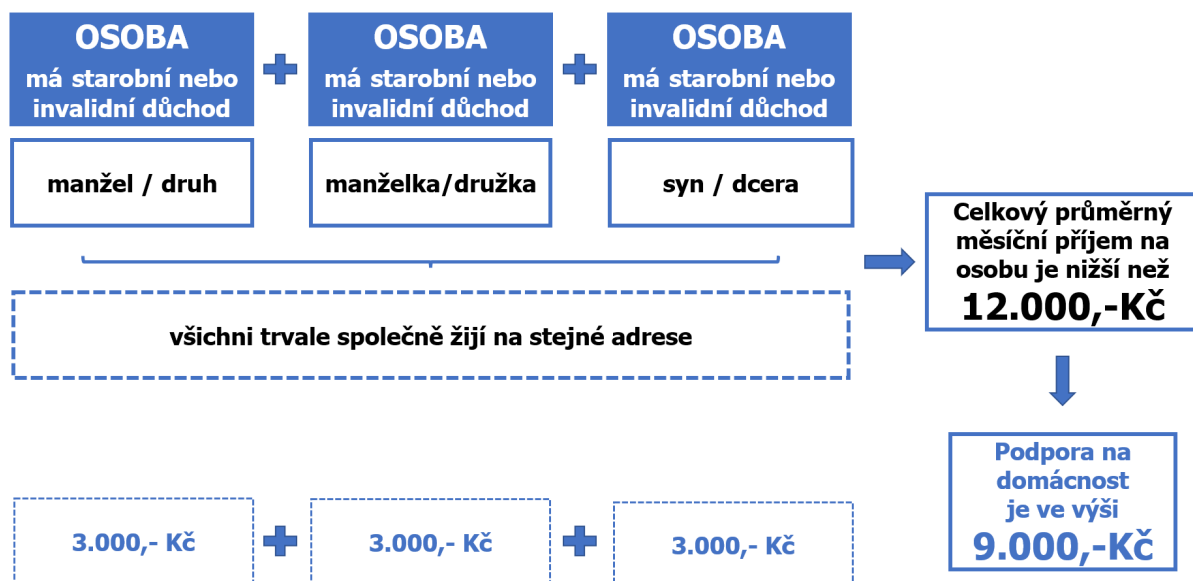 OSOBA
má starobní nebo
invalidní důchod
OSOBA
má starobní nebo
invalidní důchod
OSOBA
má starobní nebo
invalidní důchod
manžel / druh
manželka/družka
syn / dcera
všichni trvale společně žijí na stejné adrese
Celkový průměrný
měsíční příjem na
osobu je nižší než
12.000,-Kč
3.000,- Kč
3.000,- Kč
3.000,- Kč
Podpora na
domácnost
je ve výši
9.000,-Kč